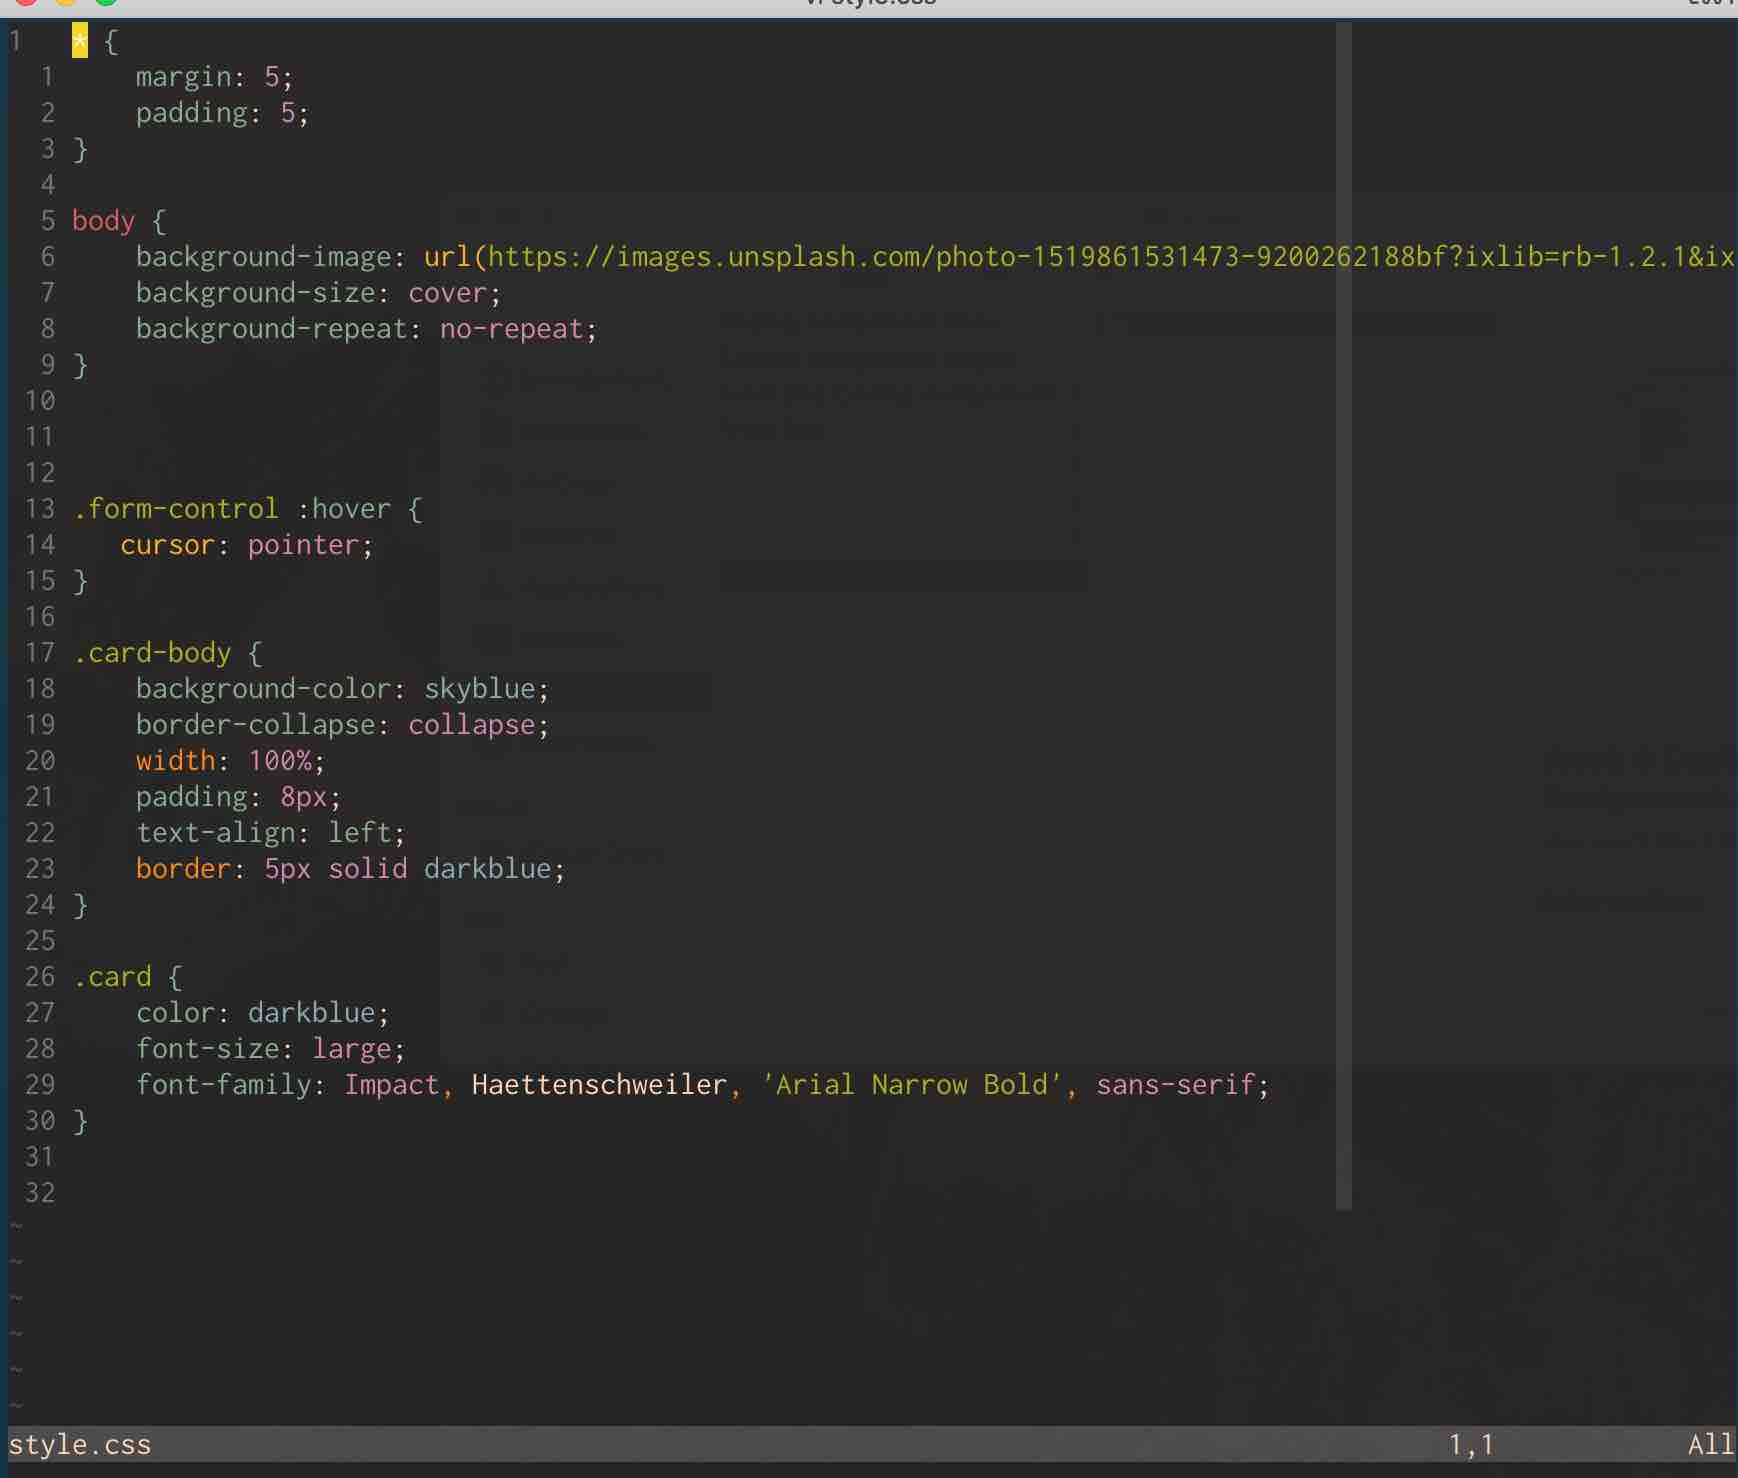 vi style.css
1 * {
1 margin: 5;
2 padding: 5;
3 }
4
5 body {
6 background-image: url(https://images.unsplash.com/photo-1519861531473-9200262188bf?ixlib=rb-1.2.1&ix
7 background-size: cover;
8 background-repeat: no-repeat;
9 }
10
11
12
13 .form-control :hover {
14 cursor: pointer;
15 }
16
17 .card-body {
18 background-color: skyblue;
19 border-collapse: collapse;
20 width: 100%;
21 padding: 8px;
22 text-align: left;
23 border: 5px solid darkblue;
24 }
25
26 .card {
27 color: darkblue;
28 font-size: large;
29 font-family: Impact, Haettenschweiler, 'Arial Narrow Bold', sans-serif;
30 }
31
32
~
~
~
~
~
~
style.css 1,1 All